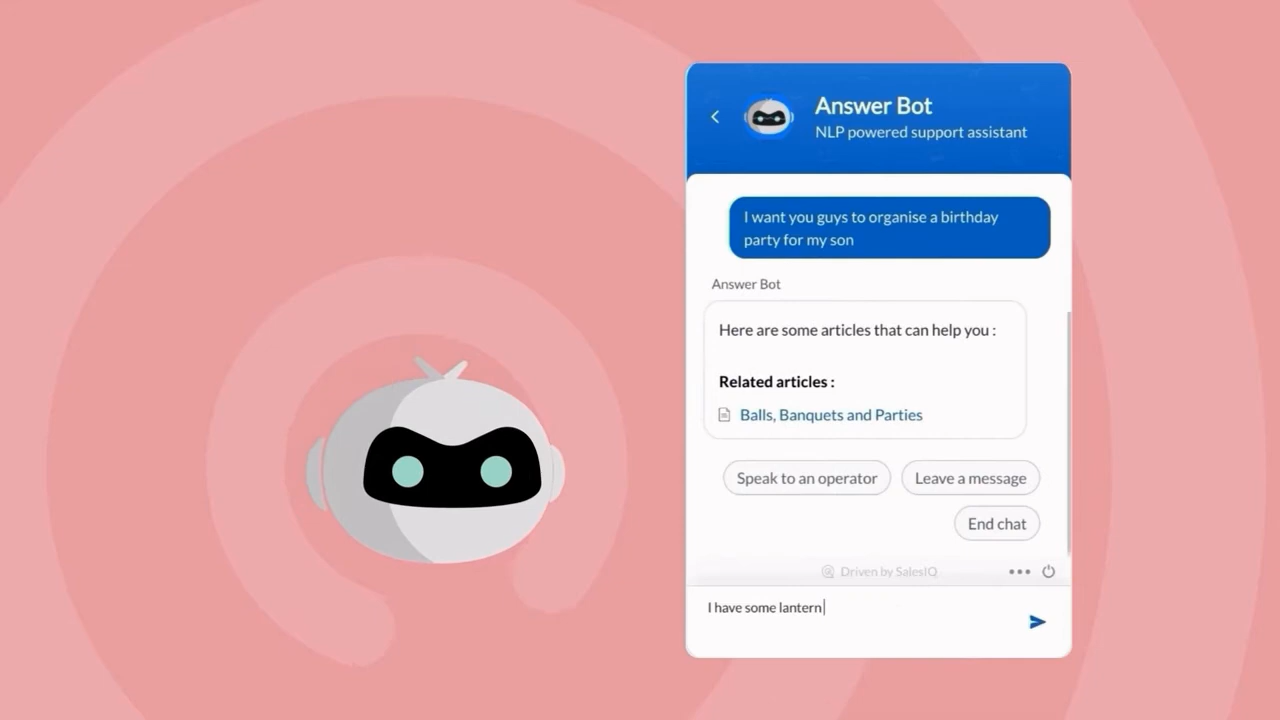 Answer Bot
NLP powered support assistant
I want you guys to organise a birthday
party for my son
Answer Bot
Here are some articles that can help you :
Related articles :
Balls, Banquets and Parties
Speak to an operator
Leave a message
End chat
Driven by SalesIQ
I have some lantern